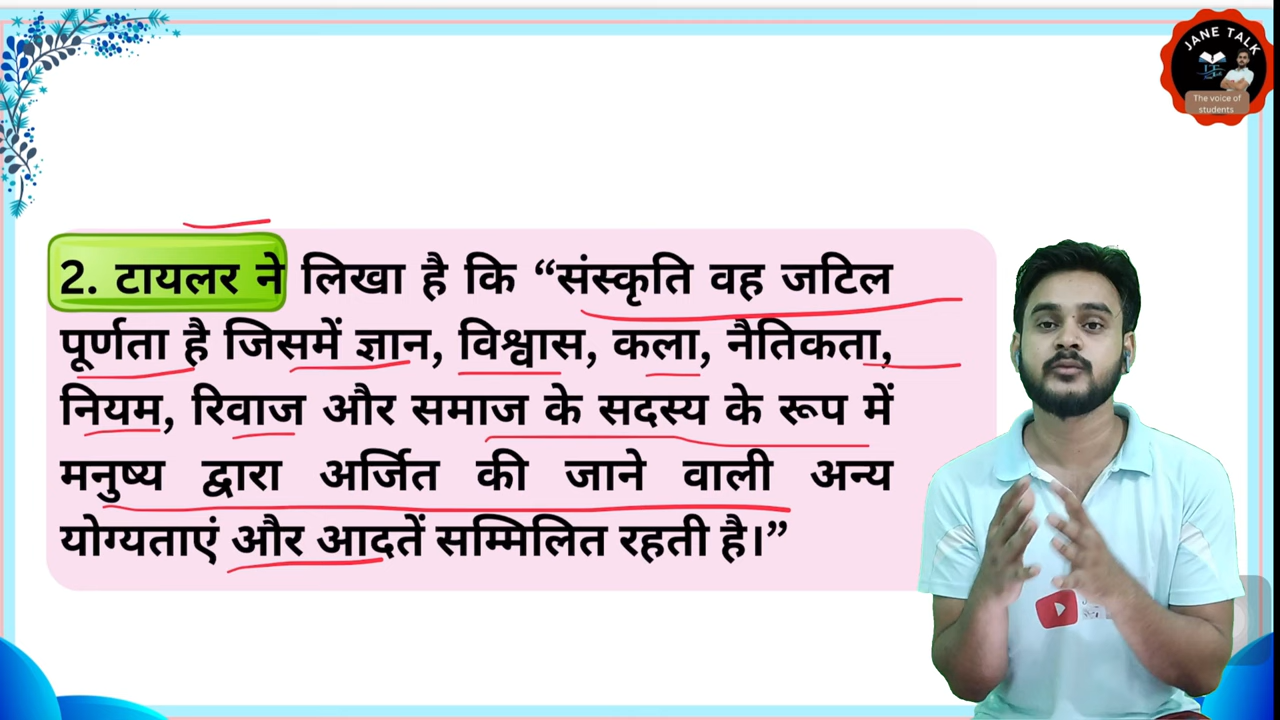 JANE TALK
The voice of
students
2. टायलर ने लिखा है कि “संस्कृति वह जटिल
पूर्णता है जिसमें ज्ञान, विश्वास, कला, नैतिकता,
नियम, रिवाज और समाज के सदस्य के रूप में
मनुष्य द्वारा अर्जित की जाने वाली अन्य
योग्यताएं और आदतें सम्मिलित रहती है।”